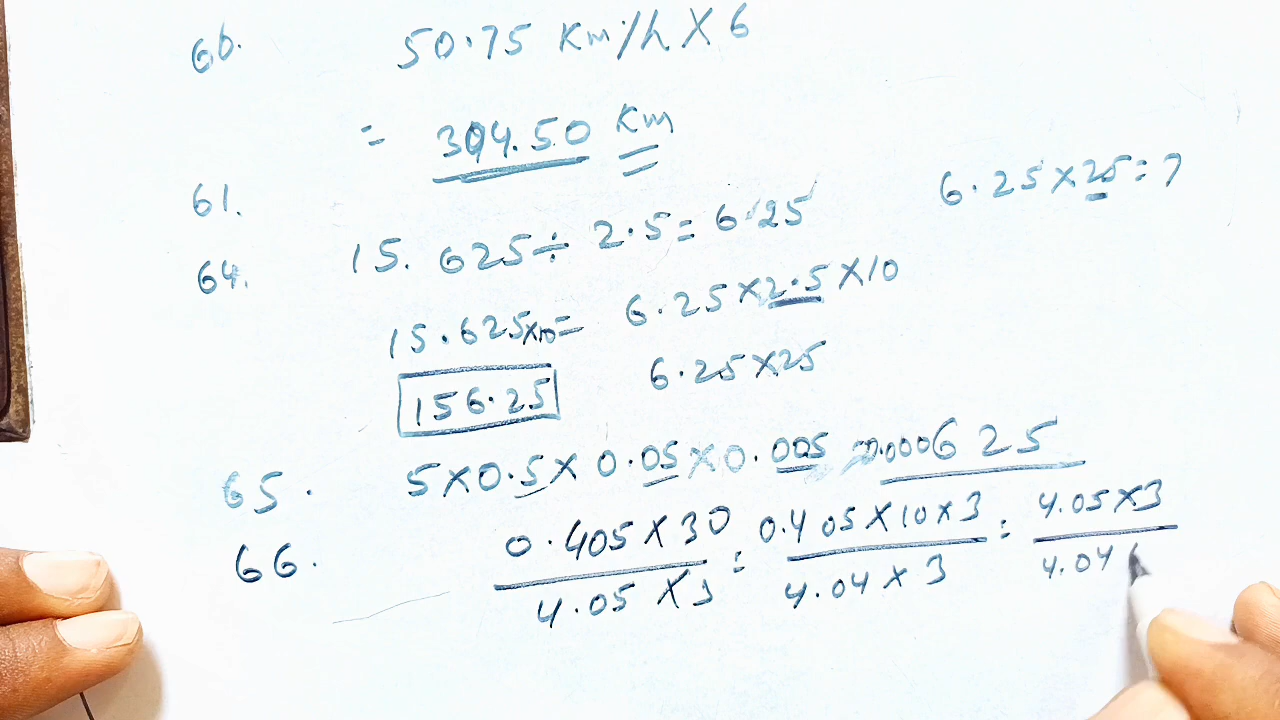 60. 50.75 Km/h X 6
= 304.50 Km
61.
15.625 ÷ 2.5 = 6.25
6.25 X 25 = ?
64.
15.625x10 = 6.25 X 2.5 X 10
156.25
6.25 X 25
65. 5 X 0.5 X 0.05 X 0.005 0.000625
66. 0.405 X 30 / 4.05 X 3 = 0.405 X 10 X 3 / 4.04 X 3 = 4.05 X 3 / 4.04